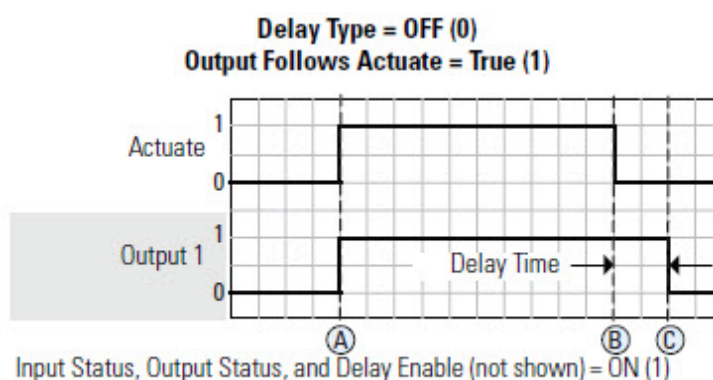 Delay Type = OFF (0)
Output Follows Actuate = True (1)
1
Actuate
0
1
Output 1
Delay Time
0
A B C
Input Status, Output Status, and Delay Enable (not shown) = ON (1)